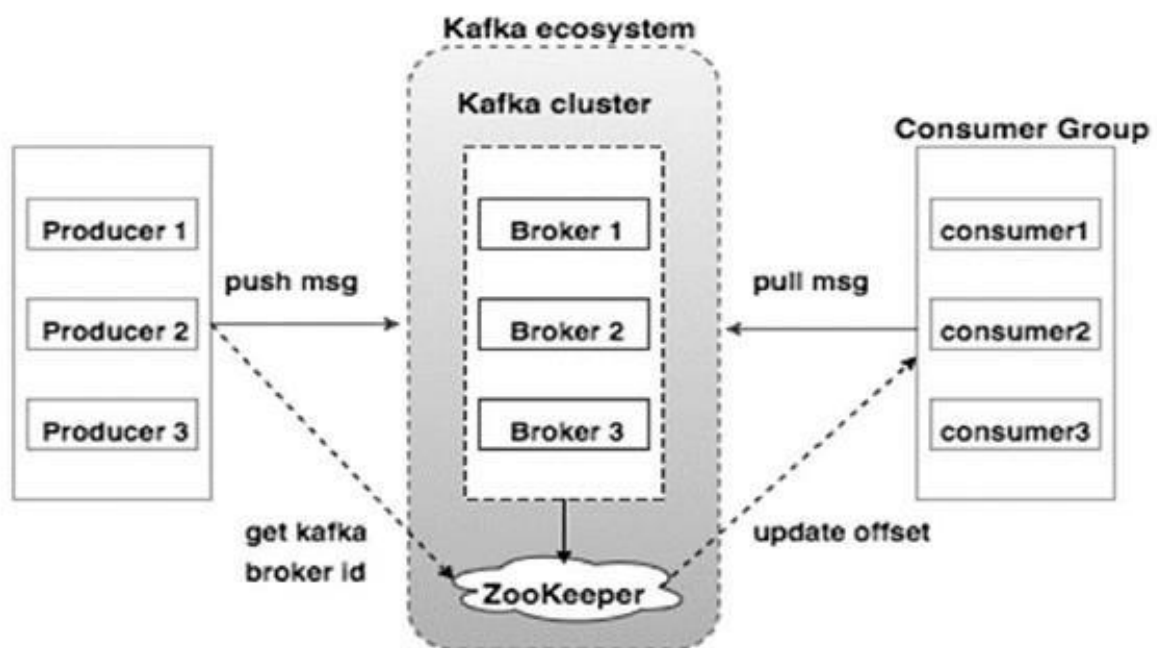 Kafka ecosystem
Kafka cluster
Consumer Group
Producer 1
Producer 2
Producer 3
push msg
get kafka
broker id
Broker 1
Broker 2
Broker 3
ZooKeeper
pull msg
update offset
consumer1
consumer2
consumer3